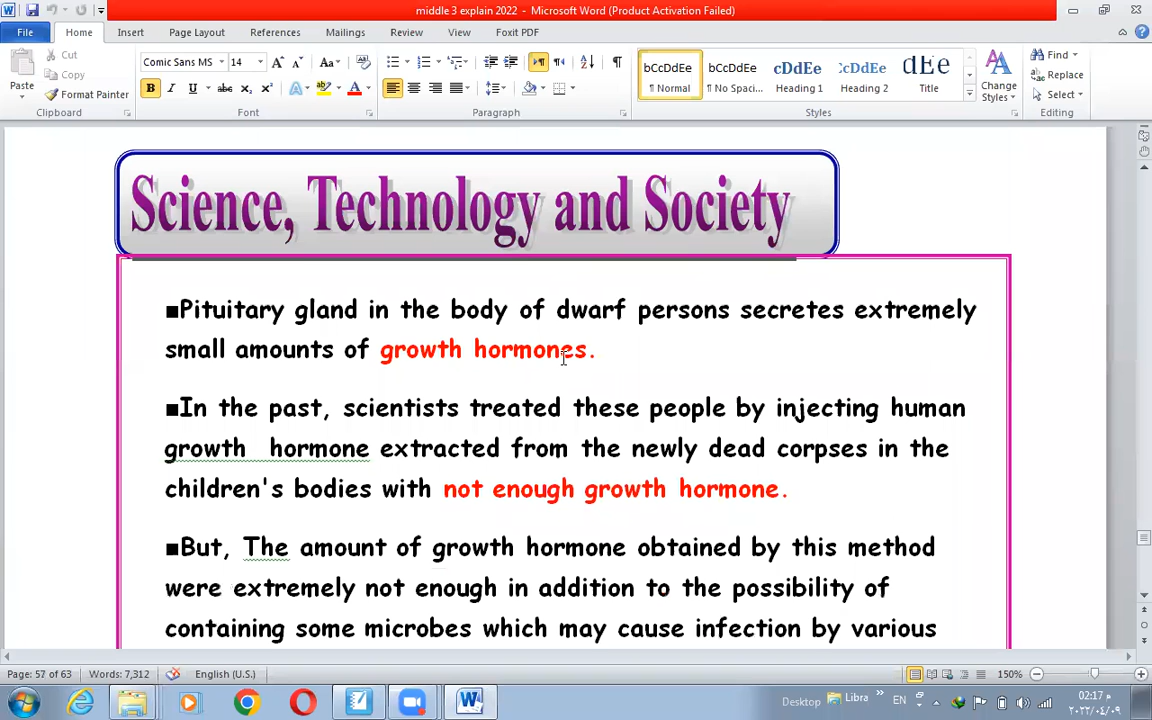 middle 3 explain 2022 - Microsoft Word (Product Activation Failed)
File Home Insert Page Layout References Mailings Review View Foxit PDF
Cut
Copy
Format Painter
Paste
Clipboard
Comic Sans MS 14
Font
Paragraph
bCcDdEe bCcDdEe cDdEe bCcDdEe dEe
¶ Normal ¶ No Spaci... Heading 1 Heading 2 Title
Change Styles
Styles
Find
Replace
Select
Editing
Science, Technology and Society
■Pituitary gland in the body of dwarf persons secretes extremely
small amounts of growth hormones.
■In the past, scientists treated these people by injecting human
growth hormone extracted from the newly dead corpses in the
children's bodies with not enough growth hormone.
■But, The amount of growth hormone obtained by this method
were extremely not enough in addition to the possibility of
containing some microbes which may cause infection by various
Page: 57 of 63 Words: 7,312 English (U.S.) 150%
Desktop Libra EN
02:17 م
٢٠٢٢/٠٤/٠٩